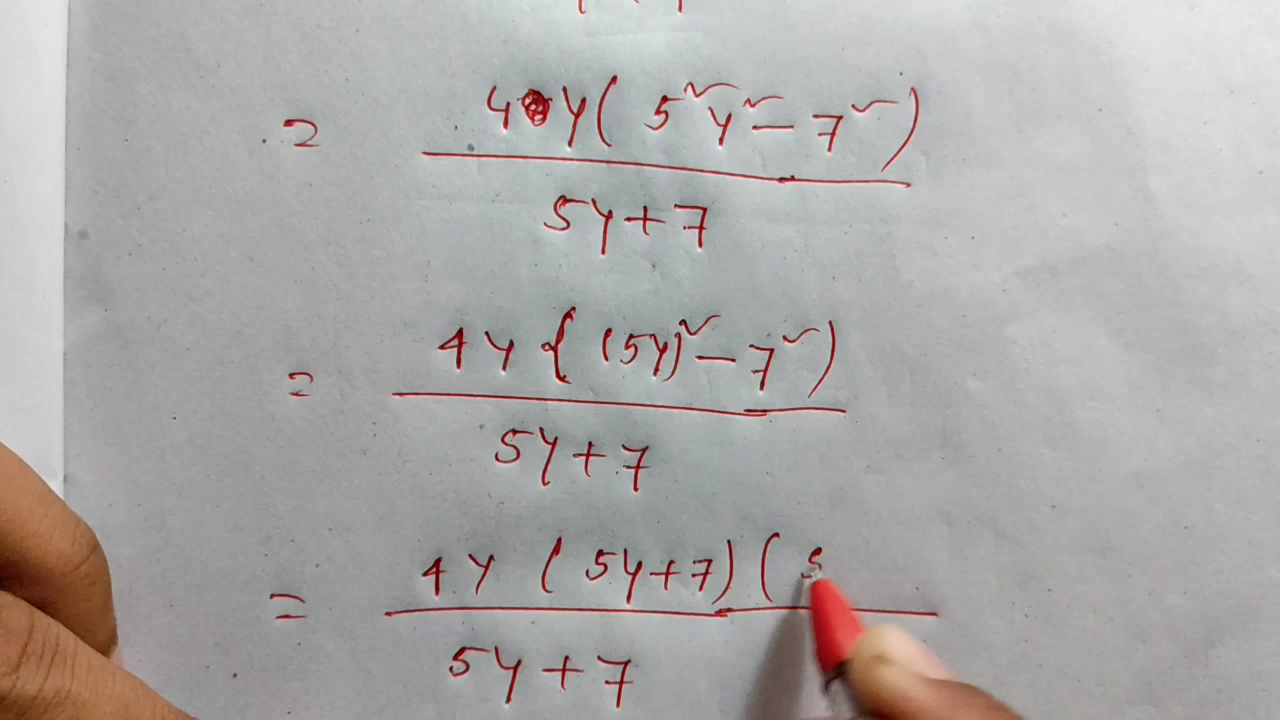 = 4y(5²y² - 7²)
5y+7
= 4y{(5y)² - 7²)
5y+7
= 4y (5y+7)(5
5y+7